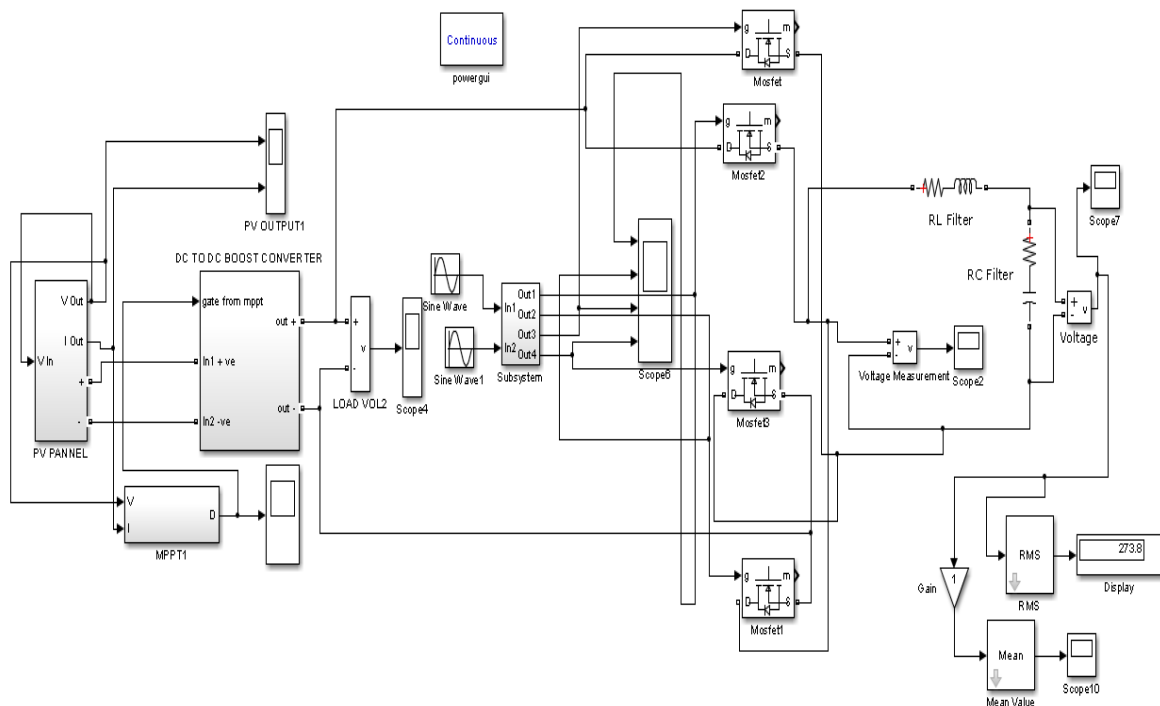 Continuous
powergui
g
m
D
S
Mosfet
g
m
D
S
Mosfet2
PV OUTPUT1
DC TO DC BOOST CONVERTER
gate from mppt
In1 + ve
In2 -ve
out +
out -
V Out
I Out
V In
+
-
PV PANNEL
V
I
D
MPPT1
+
-
v
LOAD VOL2
Scope4
Sine Wave
Sine Wave1
In1
In2
Out1
Out2
Out3
Out4
Subsystem
Scope6
g
m
D
S
Mosfet3
g
m
D
S
Mosfet1
RL Filter
RC Filter
+
-
v
Voltage Measurement
Scope2
+
-
v
Voltage
Scope7
1
Gain
RMS
RMS
273.8
Display
Mean
Mean Value
Scope10